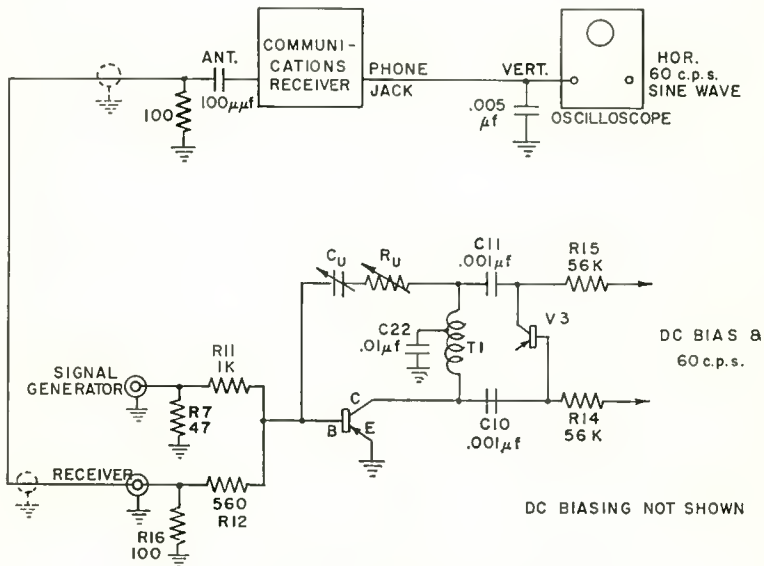 ANT.
100μμf
100
COMMUNI-
CATIONS
RECEIVER
PHONE
JACK
VERT.
.005
μf
OSCILLOSCOPE
HOR.
60 c.p.s.
SINE WAVE
CU
RU
C11
.001μf
R15
56K
C22
.01μf
T1
V3
DC BIAS &
60 c.p.s.
SIGNAL
GENERATOR
R11
1K
R7
47
C
B
E
C10
.001μf
R14
56K
RECEIVER
560
R12
R16
100
DC BIASING NOT SHOWN